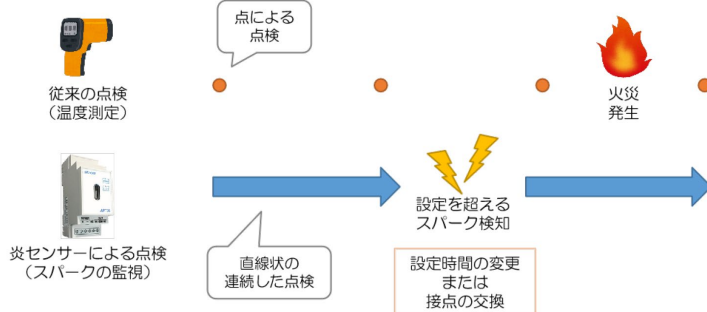 点による
点検
従来の点検
（温度測定）
火災
発生
設定を超える
スパーク検知
炎センサーによる点検
（スパークの監視）
直線状の
連続した点検
設定時間の変更
または
接点の交換